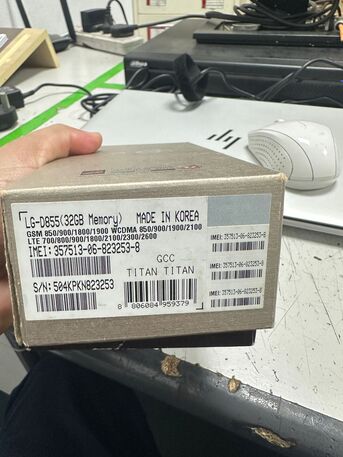 LG-D855(32GB Memory) MADE IN KOREA
GSM 850/900/1800/1900 WCDMA 850/900/1900/2100
LTE 700/800/900/1800/2100/2300/2600
IMEI: 357513-06-823253-8
S/N: 504KPKN823253
GCC
TITAN TITAN
8 806084 959379
IMEI: 357513-06-823253-8
IMEI: 357513-06-823253-8
IMEI: 357513-06-823253-8
alhua
hp